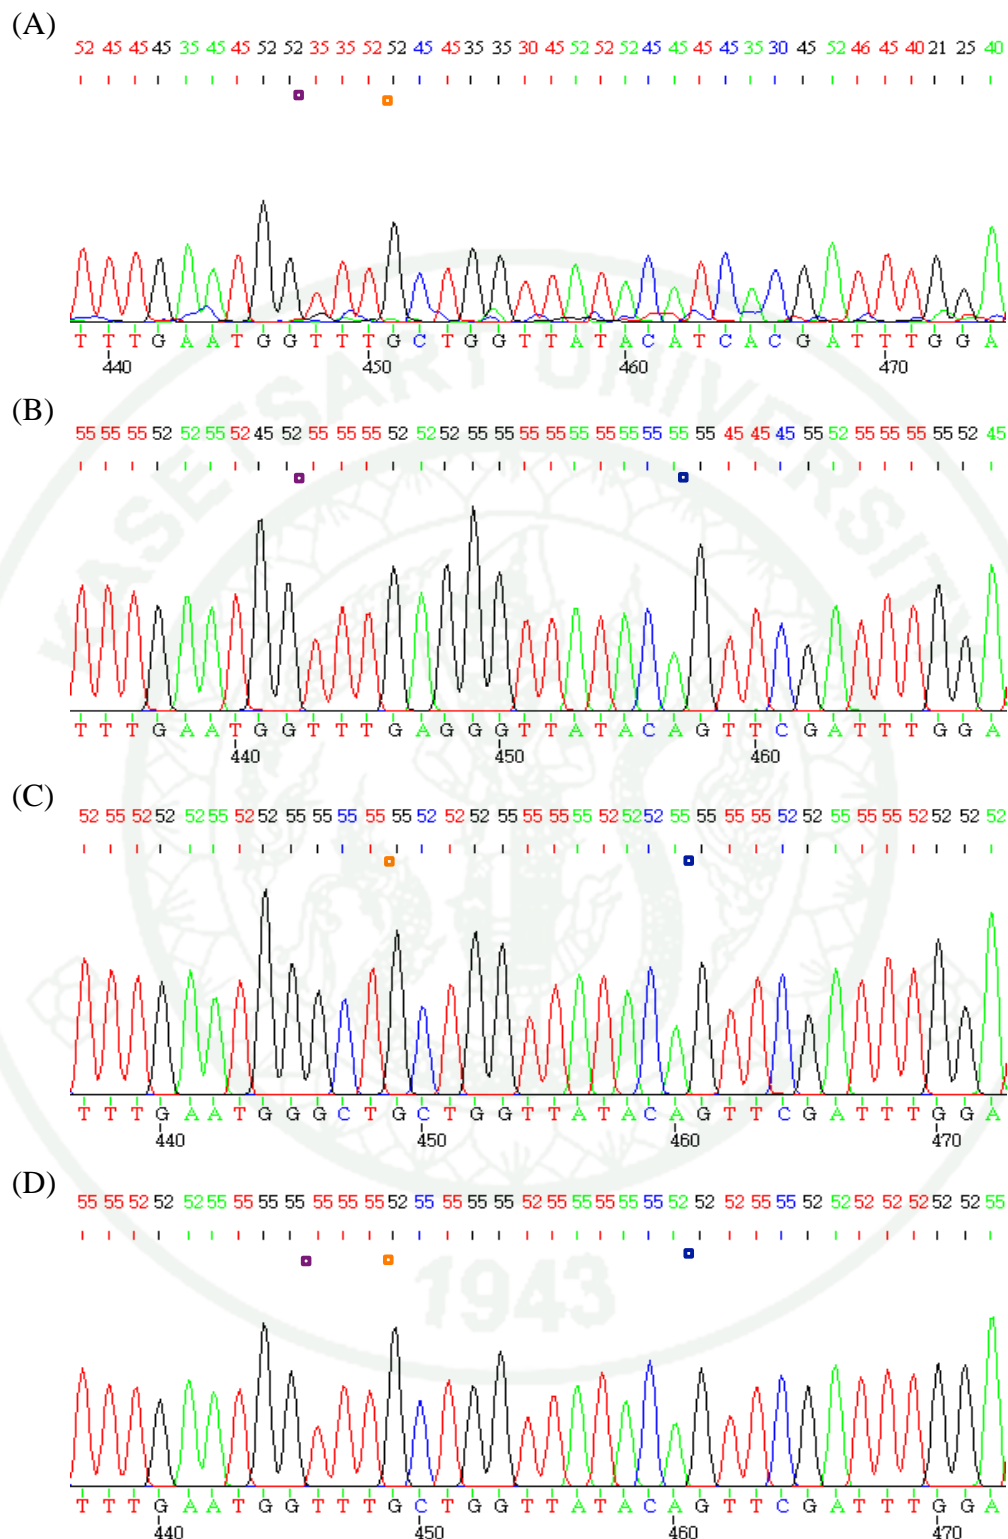 (A)
52 45 45 45 35 45 45 52 52 35 35 52 52 45 45 35 35 30 45 52 52 52 45 45 45 45 35 30 45 52 46 45 40 21 25 40
T T T G A A T G G T T T G C T G G T T A T A C A T C A C G A T T T G G A
440 450 460 470
KASETSART UNIVERSITY
(B)
55 55 55 52 52 55 52 45 52 55 55 55 52 52 52 55 55 55 55 55 55 55 55 55 55 45 45 45 55 52 55 55 55 55 52 45
T T T G A A T G G T T T G A G G G T T A T A C A G T T C G A T T T G G A
440 450 460
(C)
52 55 52 52 52 55 52 52 55 55 55 55 55 52 52 52 55 55 55 55 52 52 52 55 55 55 55 52 52 55 55 55 52 52 52 52
T T T G A A T G G G C T G C T G G T T A T A C A G T T C G A T T T G G A
440 450 460 470
(D)
55 55 52 52 52 55 55 55 55 55 55 55 52 55 55 55 55 52 55 55 55 55 55 52 52 52 55 55 52 52 52 52 52 52 52 55
1943
T T T G A A T G G T T T G C T G G T T A T A C A G T T C G A T T T G G A
440 450 460 470